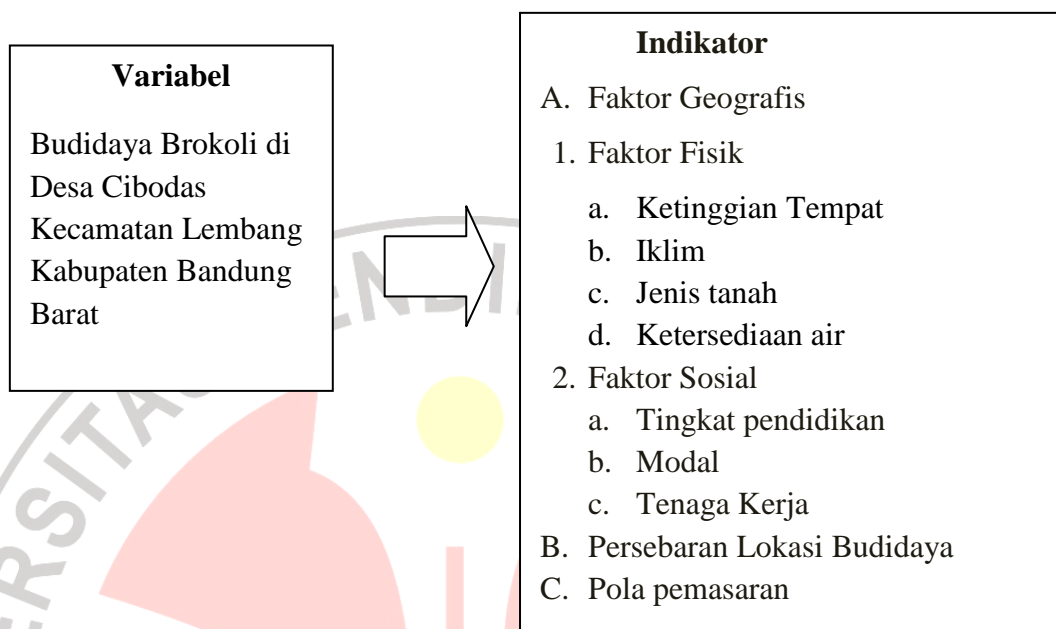 Variabel
Budidaya Brokoli di
Desa Cibodas
Kecamatan Lembang
Kabupaten Bandung
Barat
Indikator
A. Faktor Geografis
1. Faktor Fisik
a. Ketinggian Tempat
b. Iklim
c. Jenis tanah
d. Ketersediaan air
2. Faktor Sosial
a. Tingkat pendidikan
b. Modal
c. Tenaga Kerja
B. Persebaran Lokasi Budidaya
C. Pola pemasaran